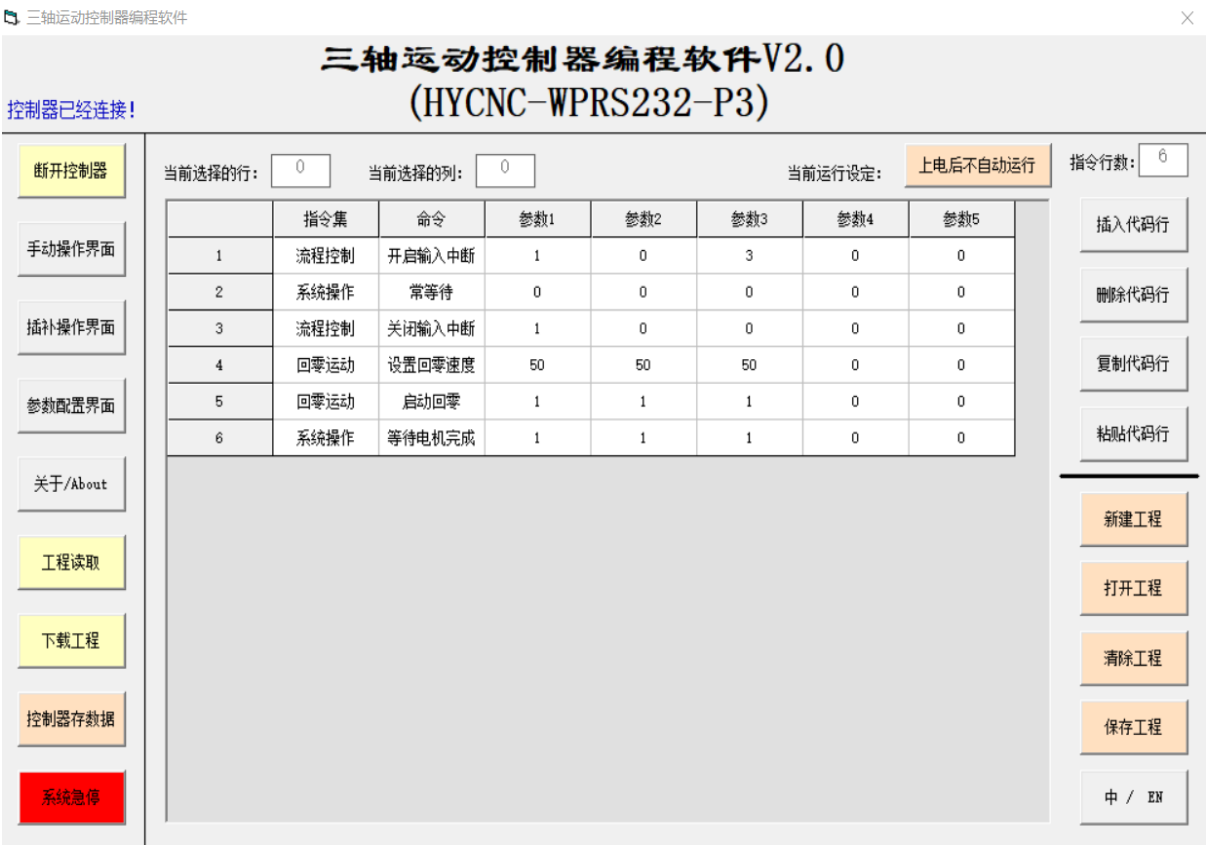 三轴运动控制器编程软件
三轴运动控制器编程软件V2.0
(HYCNC-WPRS232-P3)
控制器已经连接!
断开控制器
手动操作界面
插补操作界面
参数配置界面
关于/About
工程读取
下载工程
控制器存数据
系统急停
当前选择的行: 0 当前选择的列: 0 当前运行设定: 上电后不自动运行 指令行数: 6
指令集 命令 参数1 参数2 参数3 参数4 参数5
1 流程控制 开启输入中断 1 0 3 0 0
2 系统操作 常等待 0 0 0 0 0
3 流程控制 关闭输入中断 1 0 0 0 0
4 回零运动 设置回零速度 50 50 50 0 0
5 回零运动 启动回零 1 1 1 0 0
6 系统操作 等待电机完成 1 1 1 0 0
插入代码行
删除代码行
复制代码行
粘贴代码行
新建工程
打开工程
清除工程
保存工程
中 / EN